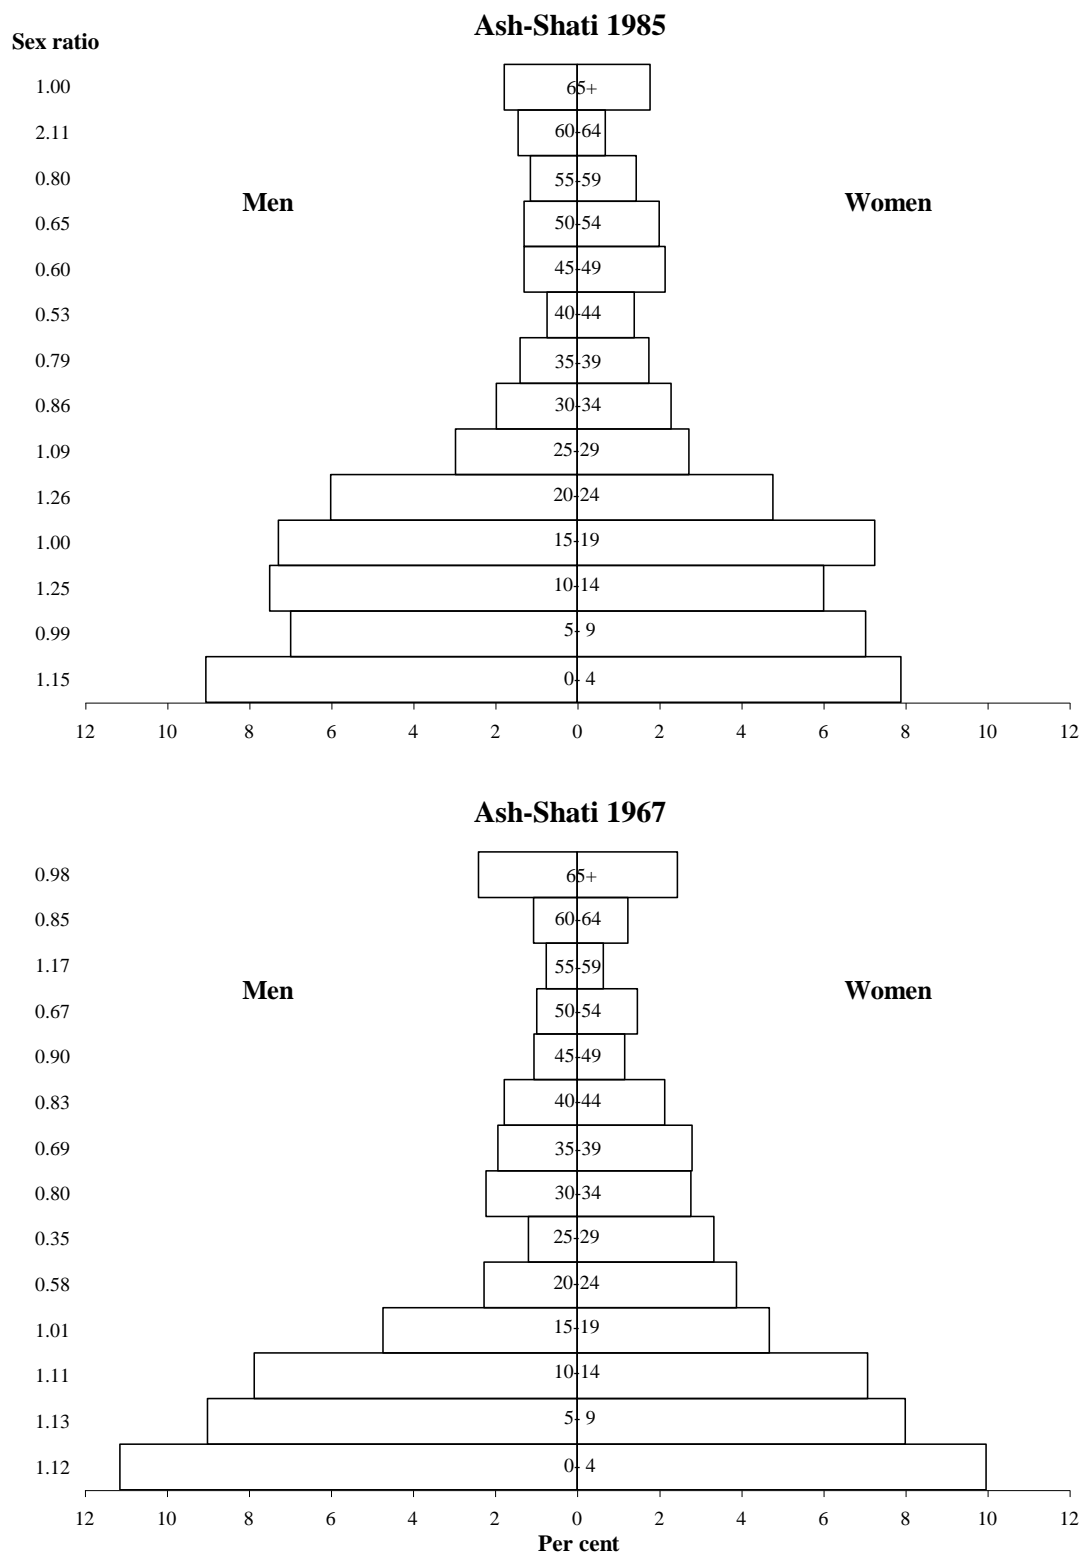 Ash-Shati 1985
Sex ratio
1.00 65+
2.11 60-64
0.80 55-59
Men Women
0.65 50-54
0.60 45-49
0.53 40-44
0.79 35-39
0.86 30-34
1.09 25-29
1.26 20-24
1.00 15-19
1.25 10-14
0.99 5- 9
1.15 0- 4
12 10 8 6 4 2 0 2 4 6 8 10 12
Ash-Shati 1967
0.98 65+
0.85 60-64
1.17 55-59
Men Women
0.67 50-54
0.90 45-49
0.83 40-44
0.69 35-39
0.80 30-34
0.35 25-29
0.58 20-24
1.01 15-19
1.11 10-14
1.13 5- 9
1.12 0- 4
12 10 8 6 4 2 0 2 4 6 8 10 12
Per cent